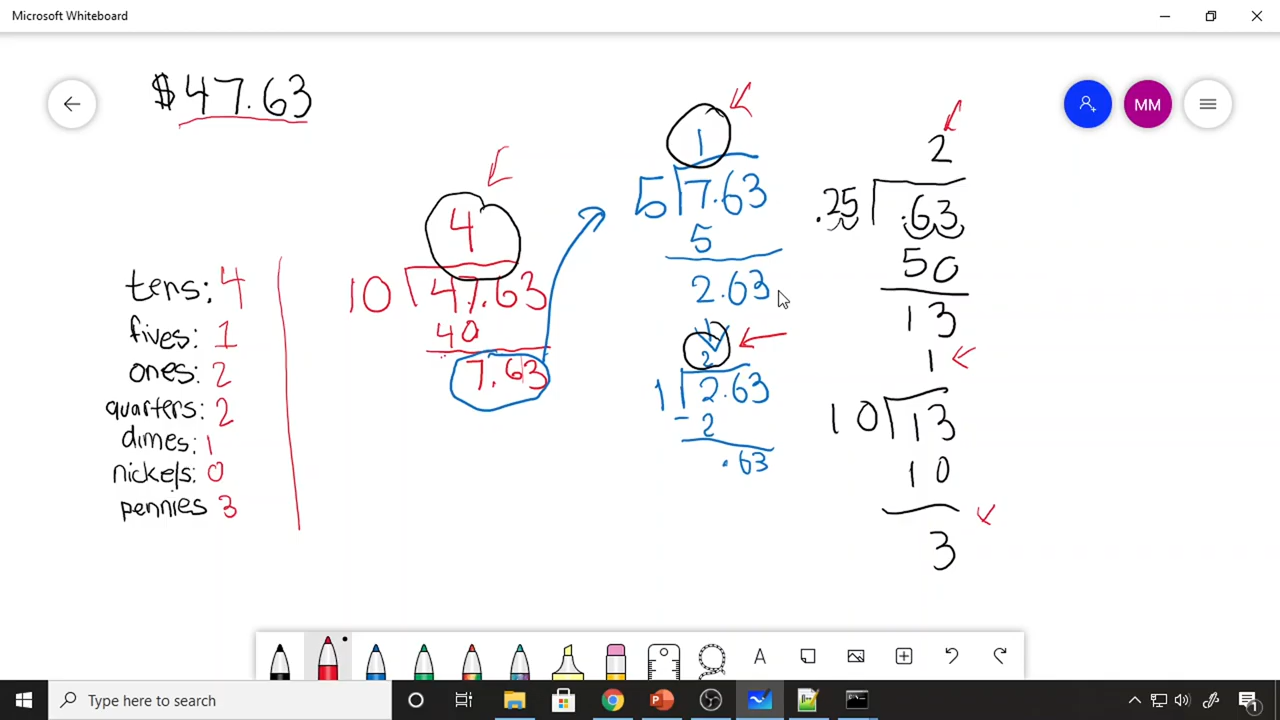 Microsoft Whiteboard
$47.63
MM
tens: 4
fives: 1
ones: 2
quarters: 2
dimes: 1
nickels: 0
pennies 3
4
10 47.63
40
7.63
1
5 7.63
5
2.63
2
1 2.63
- 2
.63
2
.25 .63
50
13
1
10 13
10
3
A
Type here to search
1